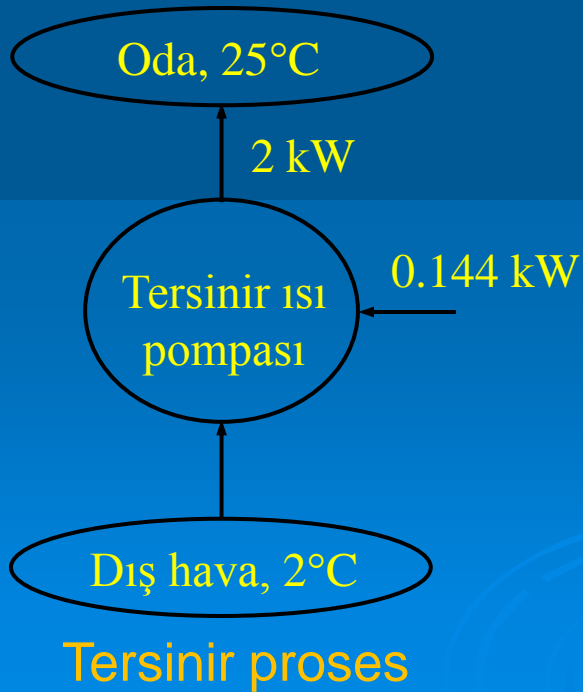 Oda, 25°C
2 kW
0.144 kW
Tersinir ısı
pompası
Dış hava, 2°C
Tersinir proses